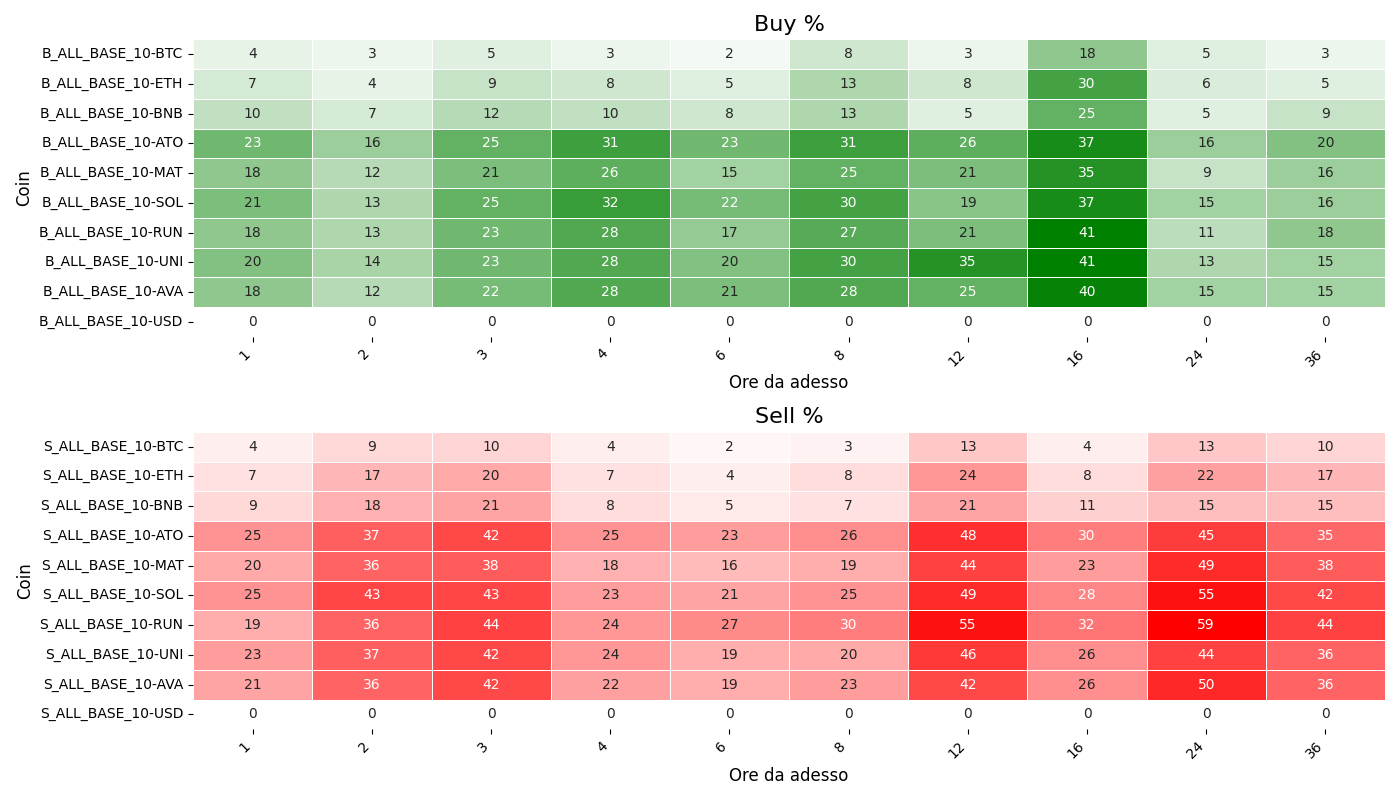 Buy %
Coin
B_ALL_BASE_10-BTC 4 3 5 3 2 8 3 18 5 3
B_ALL_BASE_10-ETH 7 4 9 8 5 13 8 30 6 5
B_ALL_BASE_10-BNB 10 7 12 10 8 13 5 25 5 9
B_ALL_BASE_10-ATO 23 16 25 31 23 31 26 37 16 20
B_ALL_BASE_10-MAT 18 12 21 26 15 25 21 35 9 16
B_ALL_BASE_10-SOL 21 13 25 32 22 30 19 37 15 16
B_ALL_BASE_10-RUN 18 13 23 28 17 27 21 41 11 18
B_ALL_BASE_10-UNI 20 14 23 28 20 30 35 41 13 15
B_ALL_BASE_10-AVA 18 12 22 28 21 28 25 40 15 15
B_ALL_BASE_10-USD 0 0 0 0 0 0 0 0 0 0
1 2 3 4 6 8 12 16 24 36
Ore da adesso
Sell %
Coin
S_ALL_BASE_10-BTC 4 9 10 4 2 3 13 4 13 10
S_ALL_BASE_10-ETH 7 17 20 7 4 8 24 8 22 17
S_ALL_BASE_10-BNB 9 18 21 8 5 7 21 11 15 15
S_ALL_BASE_10-ATO 25 37 42 25 23 26 48 30 45 35
S_ALL_BASE_10-MAT 20 36 38 18 16 19 44 23 49 38
S_ALL_BASE_10-SOL 25 43 43 23 21 25 49 28 55 42
S_ALL_BASE_10-RUN 19 36 44 24 27 30 55 32 59 44
S_ALL_BASE_10-UNI 23 37 42 24 19 20 46 26 44 36
S_ALL_BASE_10-AVA 21 36 42 22 19 23 42 26 50 36
S_ALL_BASE_10-USD 0 0 0 0 0 0 0 0 0 0
1 2 3 4 6 8 12 16 24 36
Ore da adesso